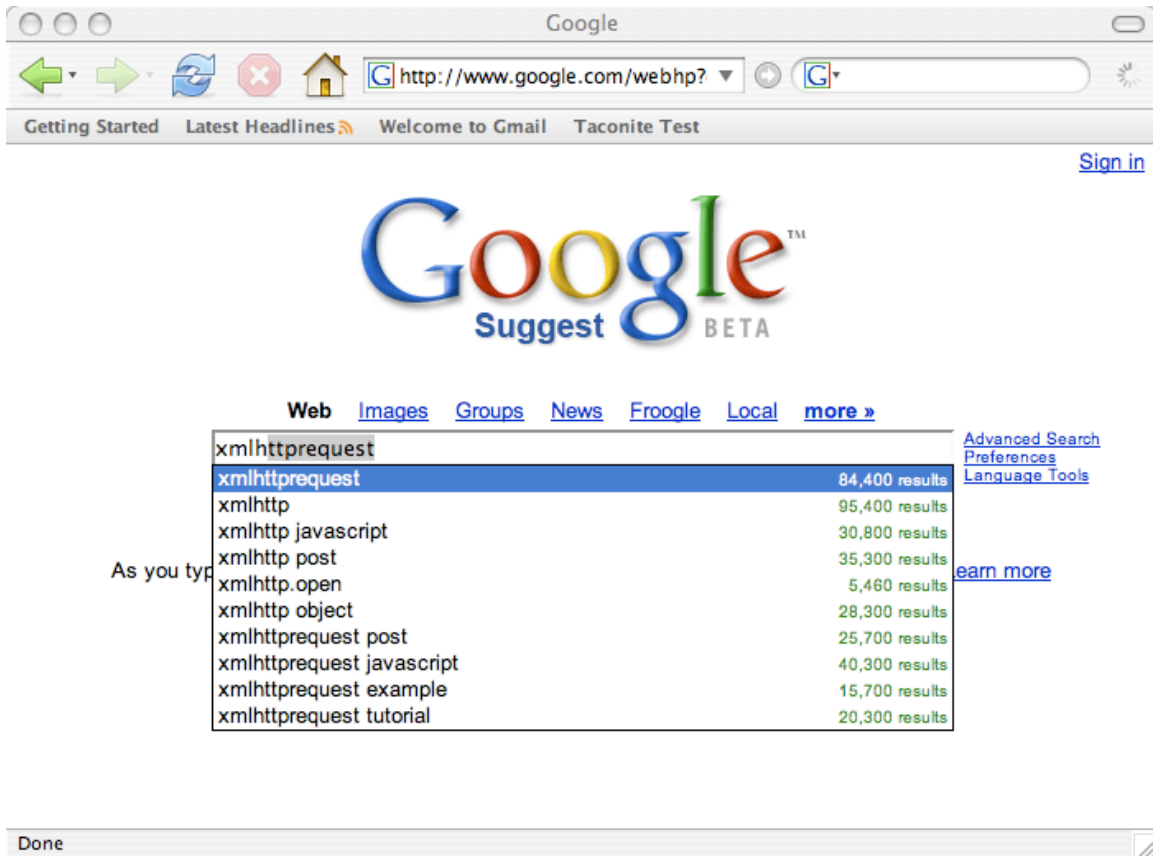 Google
http://www.google.com/webhp?
Getting Started Latest Headlines Welcome to Gmail Taconite Test
Sign in
Google™
Suggest BETA
Web Images Groups News Froogle Local more »
xmlhttprequest
Advanced Search
Preferences
Language Tools
xmlhttprequest 84,400 results
xmlhttp 95,400 results
xmlhttp javascript 30,800 results
xmlhttp post 35,300 results
As you typ earn more
xmlhttp.open 5,460 results
xmlhttp object 28,300 results
xmlhttprequest post 25,700 results
xmlhttprequest javascript 40,300 results
xmlhttprequest example 15,700 results
xmlhttprequest tutorial 20,300 results
Done